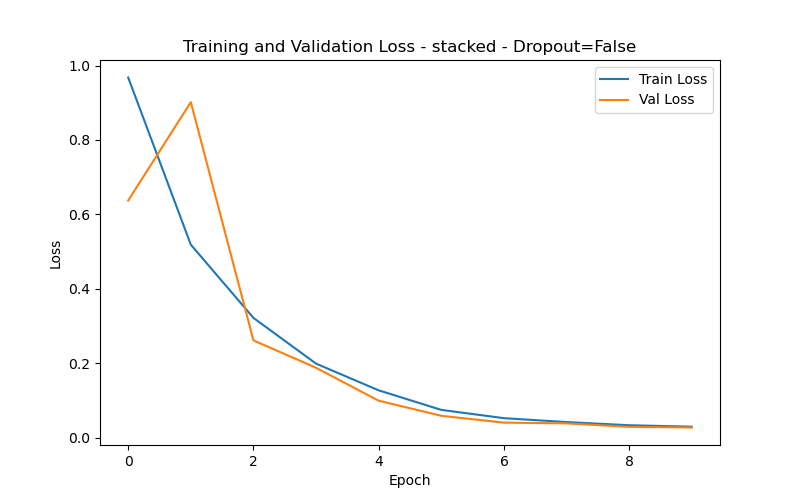 Training and Validation Loss - stacked - Dropout=False
Train Loss
Val Loss
1.0
0.8
0.6
0.4
0.2
0.0
Loss
0 2 4 6 8
Epoch